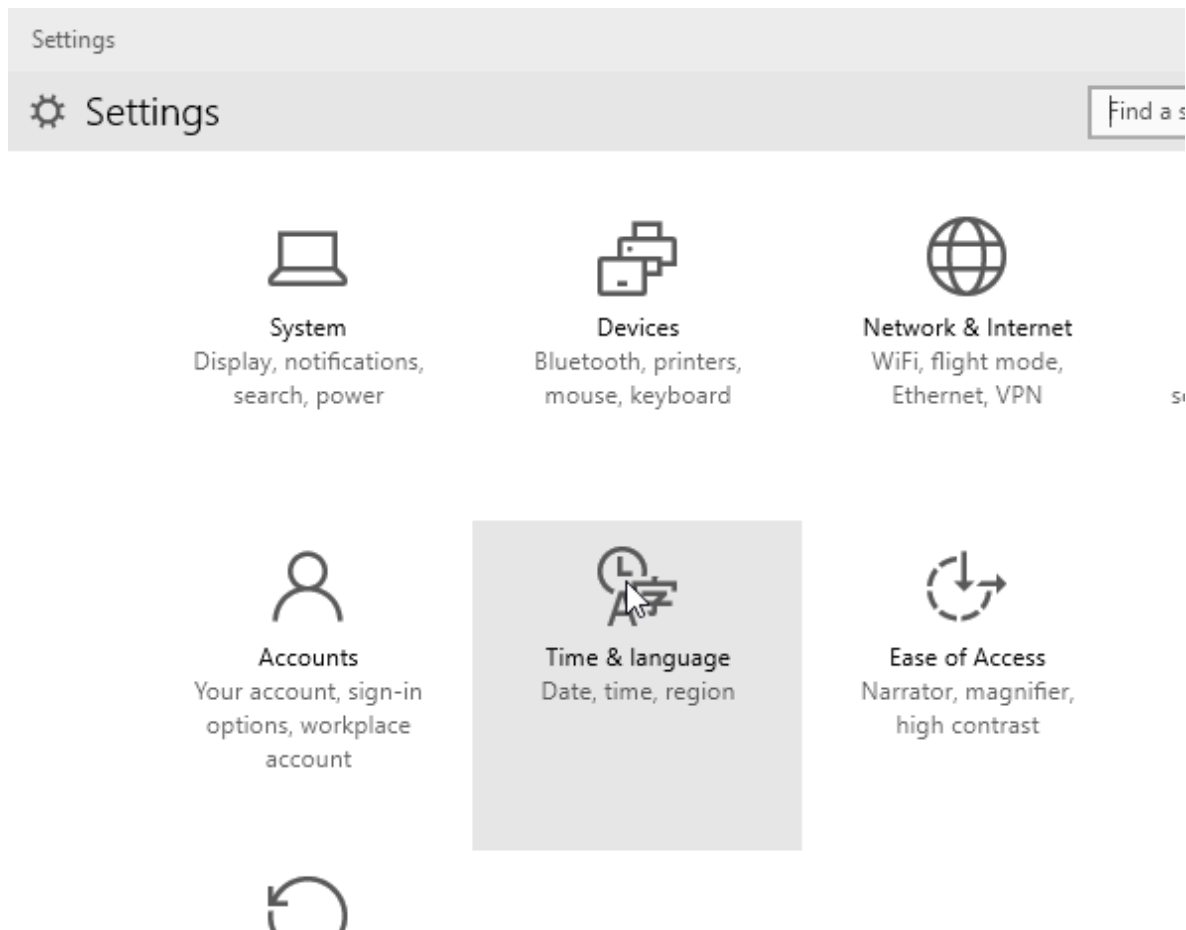 Settings
Settings
Find a s
System
Display, notifications,
search, power
Devices
Bluetooth, printers,
mouse, keyboard
Network & Internet
WiFi, flight mode,
Ethernet, VPN
Accounts
Your account, sign-in
options, workplace
account
Time & language
Date, time, region
Ease of Access
Narrator, magnifier,
high contrast